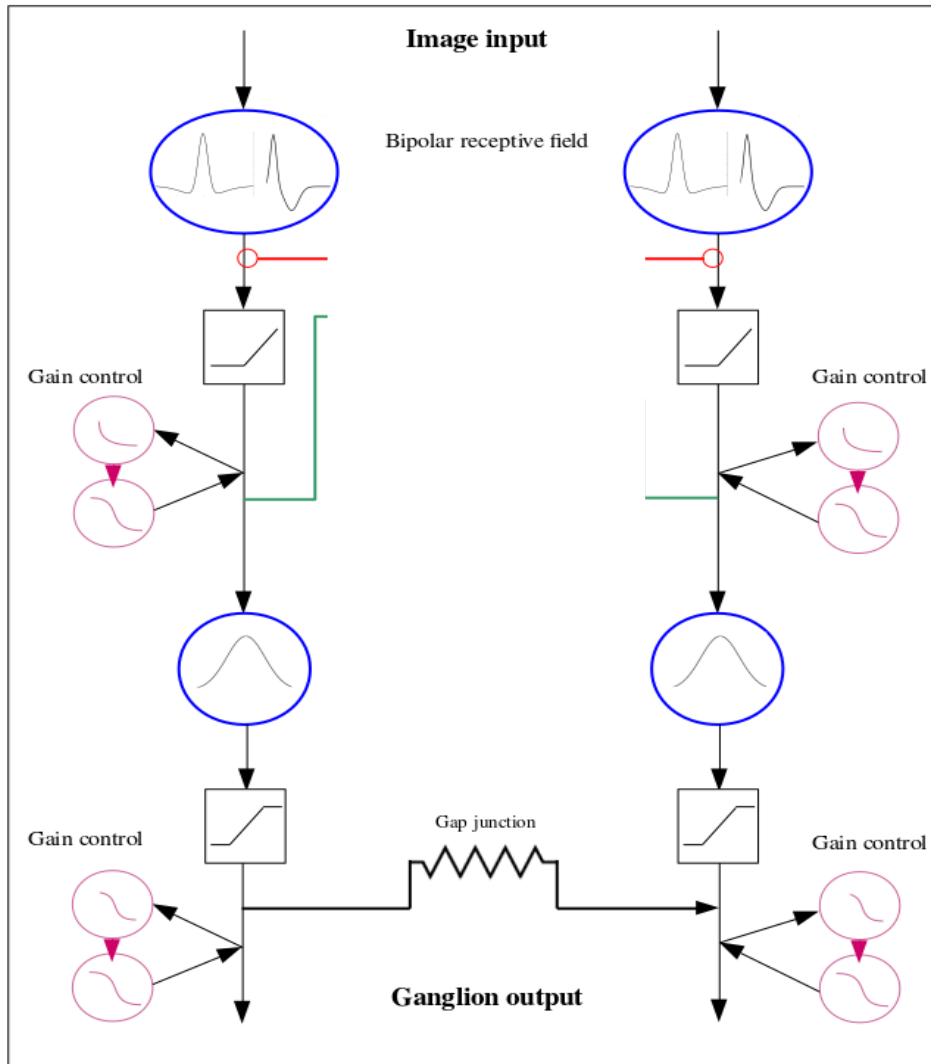 Image input
Bipolar receptive field
Gain control
Gain control
Gap junction
Gain control
Gain control
Ganglion output